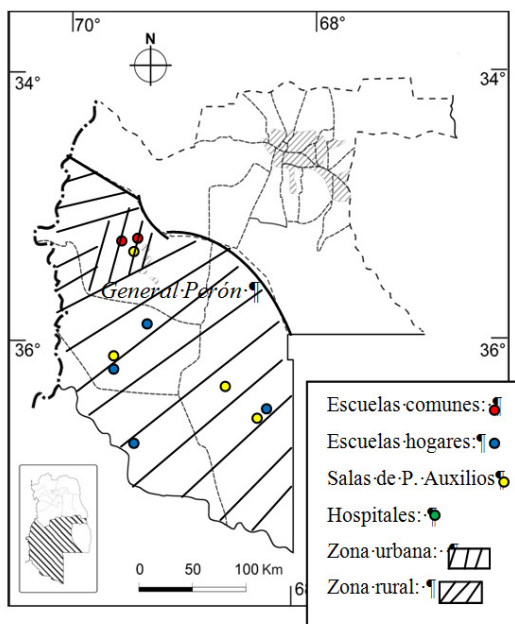 70°
68°
N
34°
34°
General·Perón·¶
36°
36°
Escuelas·comunes:·¶
Escuelas·hogares:·¶
Salas·de·P.·Auxilios¶
Hospitales:·¶
Zona·urbana:·¶
Zona·rural:·¶
0 50 100 Km